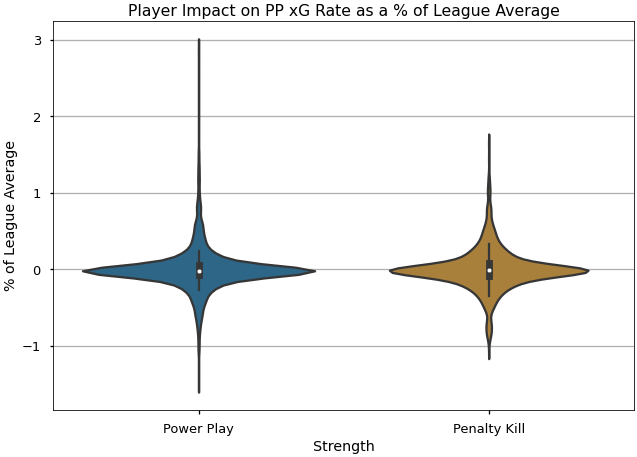 Player Impact on PP xG Rate as a % of League Average
% of League Average
3
2
1
0
−1
Power Play
Penalty Kill
Strength